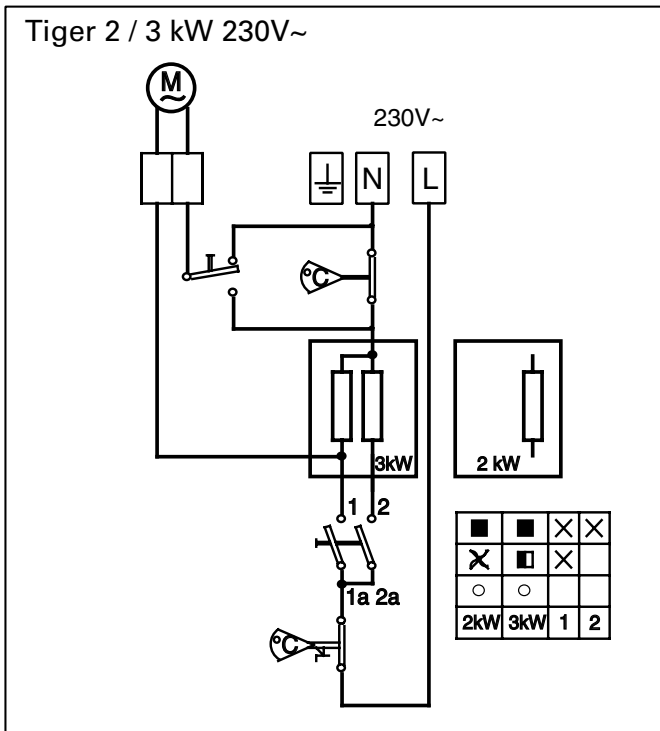 Tiger 2 / 3 kW 230V~
M
230V~
N L
°C
3kW 2 kW
1 2
1a 2a
°C
2kW 3kW 1 2